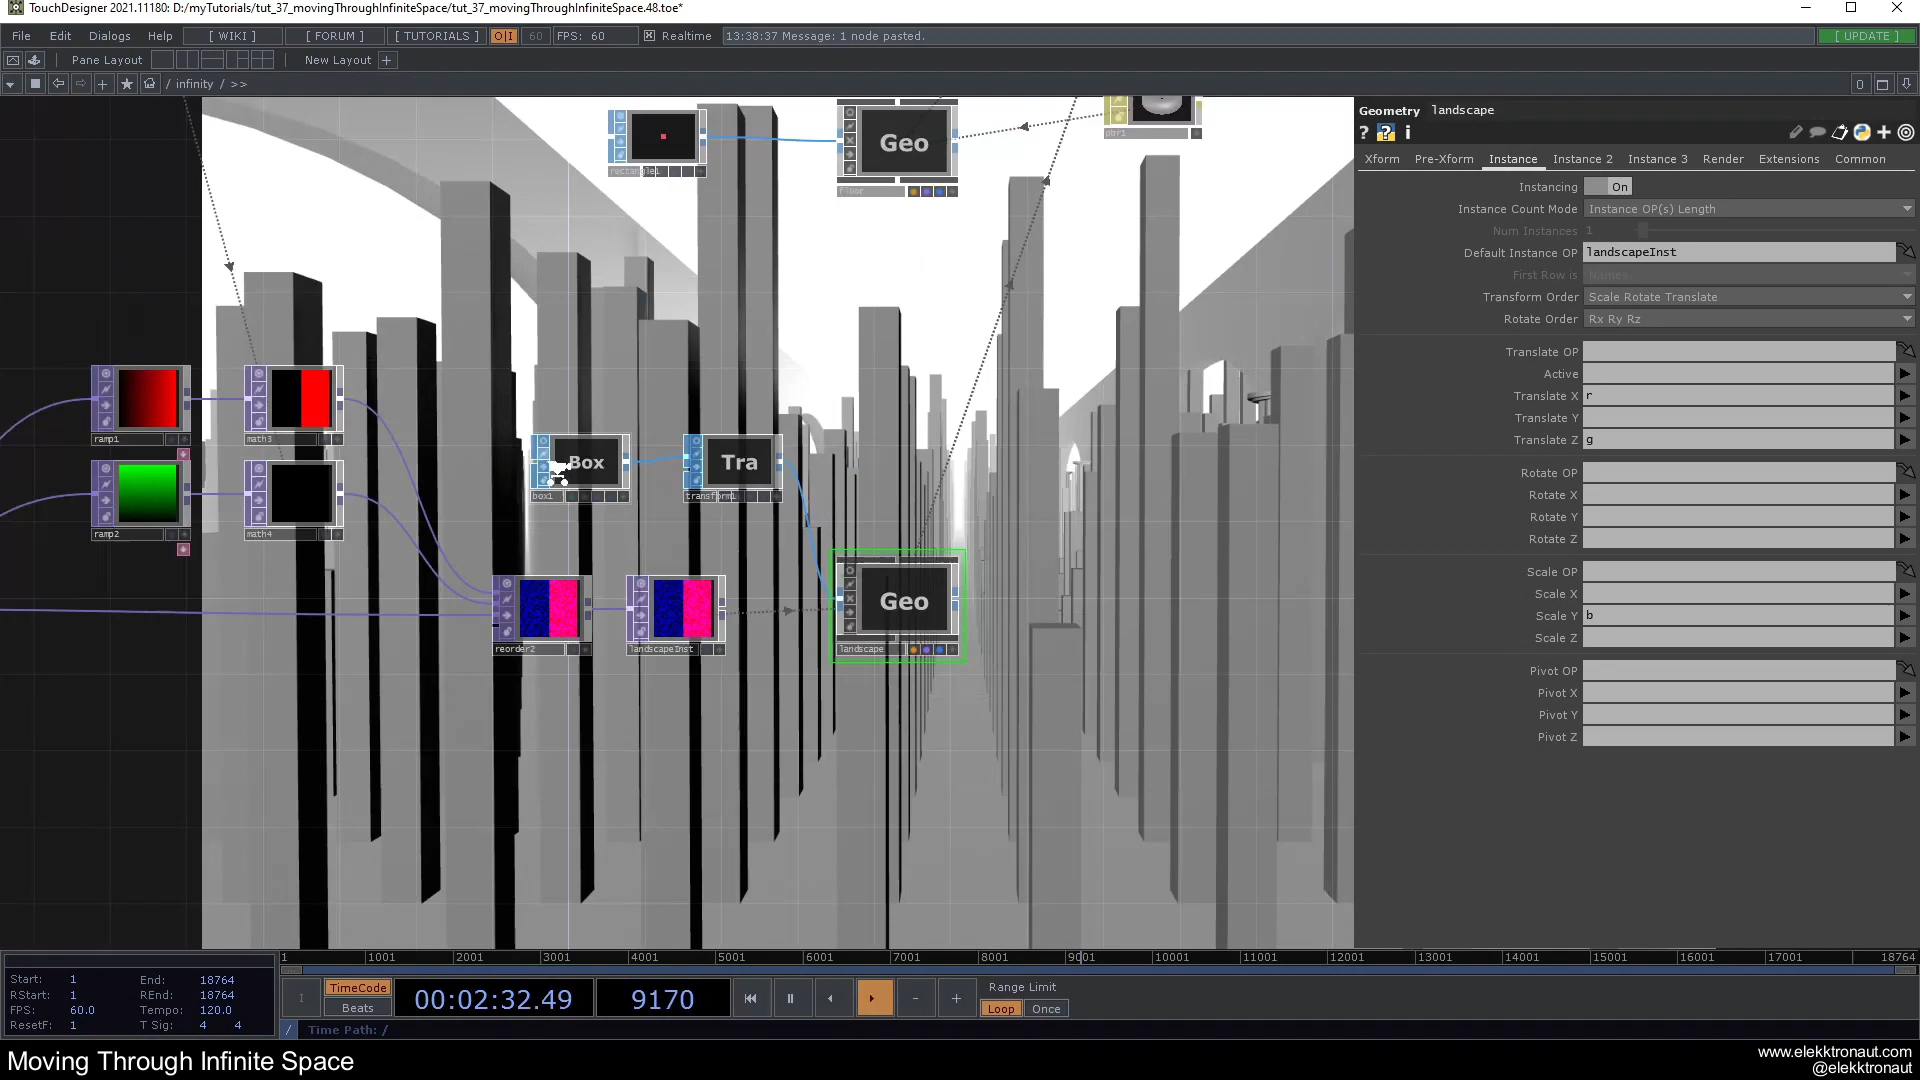 TouchDesigner 2021.11180: D:/myTutorials/tut_37_movingThroughInfiniteSpace/tut_37_movingThroughInfiniteSpace.48.toe*
File Edit Dialogs Help [ WIKI ] [ FORUM ] [ TUTORIALS ] O|I 60 FPS: 60 Realtime 13:38:37 Message: 1 node pasted. [ UPDATE ]
Pane Layout New Layout +
/ infinity / >> 0
Geometry landscape
? ? i
Xform Pre-Xform Instance Instance 2 Instance 3 Render Extensions Common
Instancing On
Instance Count Mode Instance OP(s) Length
Num Instances 1
Default Instance OP landscapeInst
First Row is Names
Transform Order Scale Rotate Translate
Rotate Order Rx Ry Rz
Translate OP
Active
Translate X r
Translate Y
Translate Z g
Rotate OP
Rotate X
Rotate Y
Rotate Z
Scale OP
Scale X
Scale Y b
Scale Z
Pivot OP
Pivot X
Pivot Y
Pivot Z
rectangle1
Geo
floor
pbr1
ramp1
math3
ramp2
math4
Box
box1
Tra
transform1
reorder2
landscapeInst
Geo
landscape
1 1001 2001 3001 4001 5001 6001 7001 8001 9001 10001 11001 12001 13001 14001 15001 16001 17001 18764
Start: 1 End: 18764
RStart: 1 REnd: 18764
FPS: 60.0 Tempo: 120.0
ResetF: 1 T Sig: 4 4
TimeCode
Beats
00:02:32.49
9170
Range Limit
Loop Once
/ Time Path: /
Moving Through Infinite Space
www.elekktronaut.com
@elekktronaut